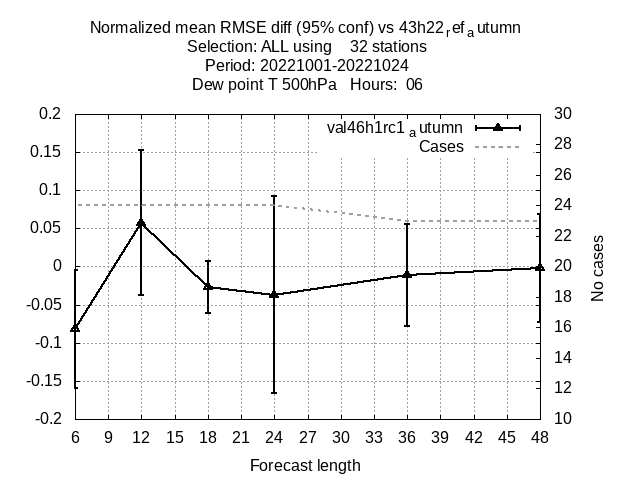 Normalized mean RMSE diff (95% conf) vs 43h22refautumn
Selection: ALL using 32 stations
Period: 20221001-20221024
Dew point T 500hPa Hours: 06
0.2
0.15
0.1
0.05
0
-0.05
-0.1
-0.15
-0.2
val46h1rc1autumn
Cases
30
28
26
24
22
20
18
16
14
12
10
No cases
6 9 12 15 18 21 24 27 30 33 36 39 42 45 48
Forecast length